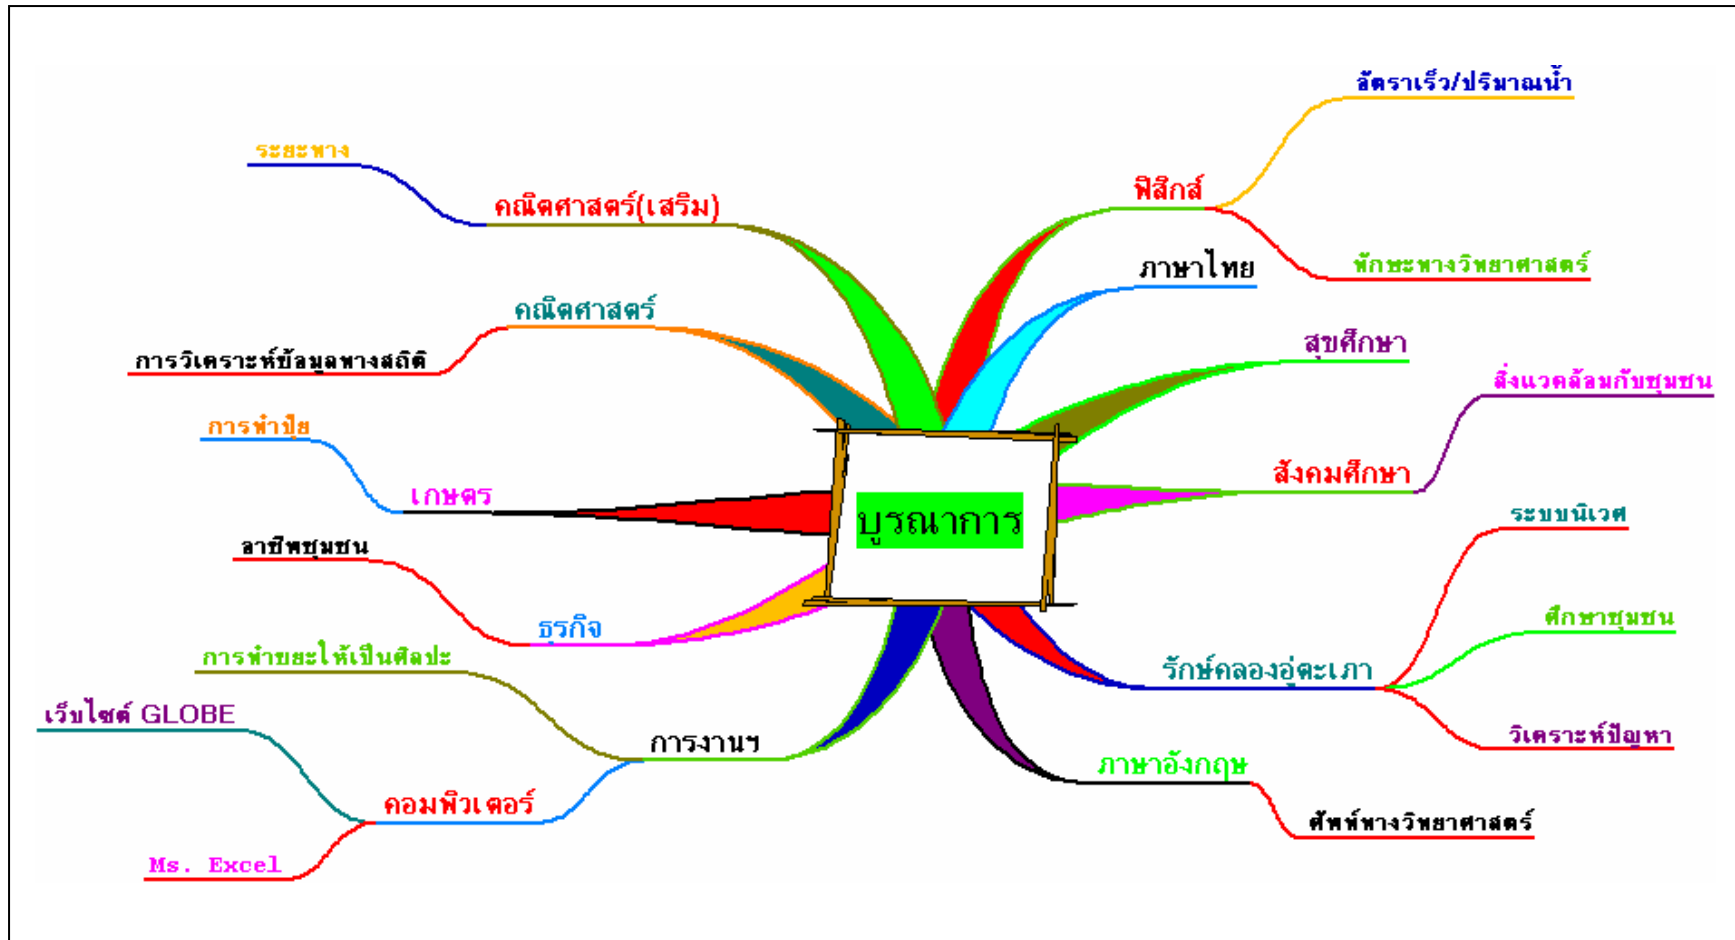 อัตราเร็ว/ปริมาณน้ำ
ระยะทาง
คณิตศาสตร์(เสริม)
ฟิสิกส์
ภาษาไทย
ทักษะทางวิทยาศาสตร์
คณิตศาสตร์
การวิเคราะห์ข้อมูลทางสถิติ
สุขศึกษา
สิ่งแวดล้อมกับชุมชน
การทำปุ๋ย
เกษตร
สังคมศึกษา
บูรณาการ
ระบบนิเวศ
อาชีพชุมชน
ธุรกิจ
ศึกษาชุมชน
การทำขยะให้เป็นศิลปะ
รักษ์คลองอู่ตะเภา
เว็บไซต์ GLOBE
การงานฯ
วิเคราะห์ปัญหา
ภาษาอังกฤษ
คอมพิวเตอร์
ศัพท์ทางวิทยาศาสตร์
Ms. Excel